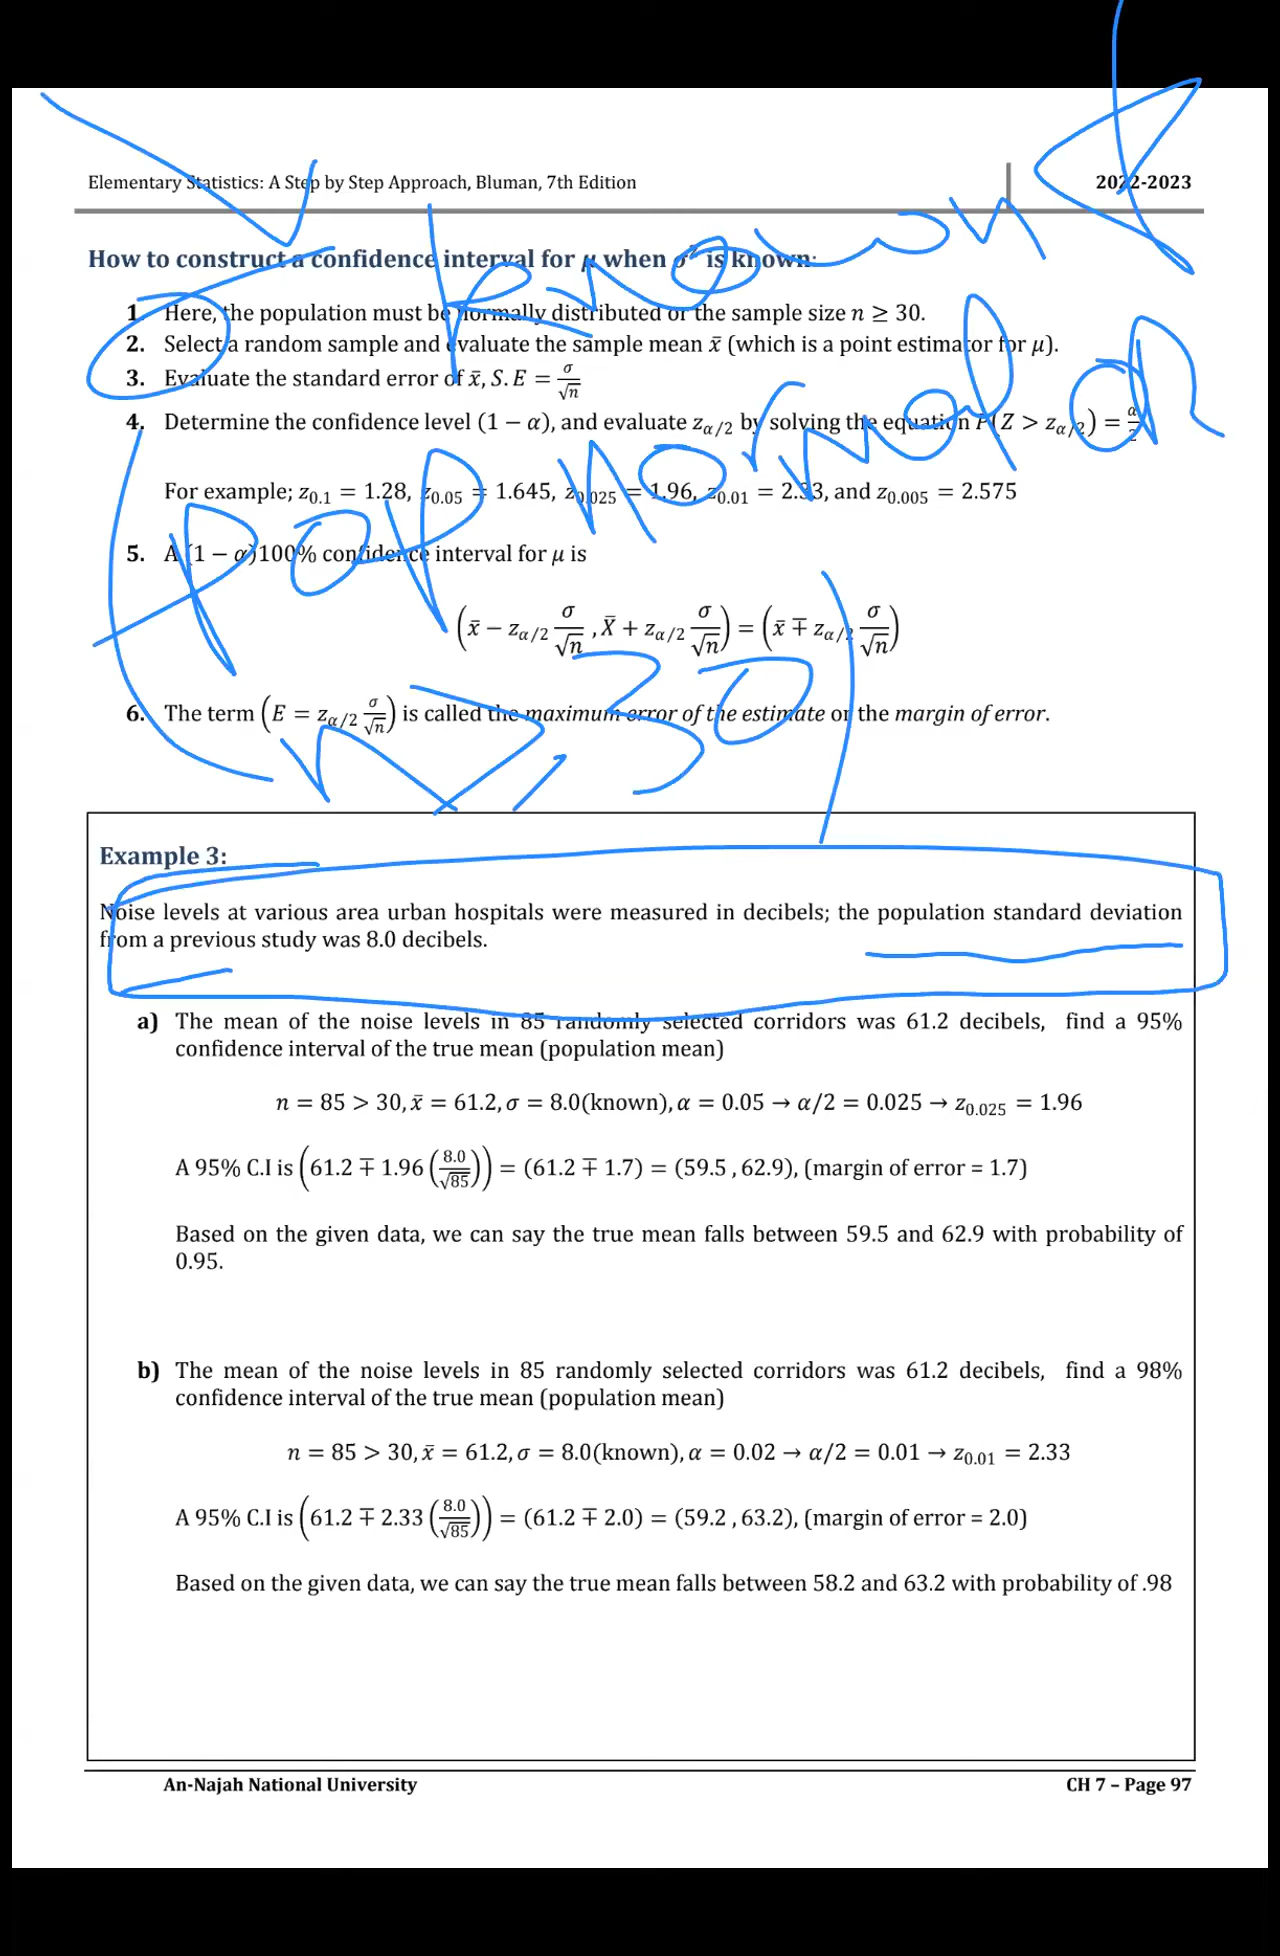 Elementary Statistics: A Step by Step Approach, Bluman, 7th Edition 2022-2023
How to construct a confidence interval for μ when σ² is known:
1. Here, the population must be normally distributed or the sample size n ≥ 30.
2. Select a random sample and evaluate the sample mean x̄ (which is a point estimator for μ).
3. Evaluate the standard error of x̄, S.E = σ/√n
4. Determine the confidence level (1 − α), and evaluate z_α/2 by solving the equation P(Z > z_α/2) = α/2
For example; z_0.1 = 1.28, z_0.05 = 1.645, z_0.025 = 1.96, z_0.01 = 2.33, and z_0.005 = 2.575
5. A (1 − α)100% confidence interval for μ is
(x̄ − z_α/2 σ/√n , X̄ + z_α/2 σ/√n) = (x̄ ∓ z_α/2 σ/√n)
6. The term (E = z_α/2 σ/√n) is called the maximum error of the estimate or the margin of error.
known &
pop normal OR
n ≥ 30)
Example 3:
Noise levels at various area urban hospitals were measured in decibels; the population standard deviation
from a previous study was 8.0 decibels.
a) The mean of the noise levels in 85 randomly selected corridors was 61.2 decibels, find a 95%
confidence interval of the true mean (population mean)
n = 85 > 30, x̄ = 61.2, σ = 8.0(known), α = 0.05 → α/2 = 0.025 → z_0.025 = 1.96
A 95% C.I is (61.2 ∓ 1.96 (8.0/√85)) = (61.2 ∓ 1.7) = (59.5 , 62.9), (margin of error = 1.7)
Based on the given data, we can say the true mean falls between 59.5 and 62.9 with probability of
0.95.
b) The mean of the noise levels in 85 randomly selected corridors was 61.2 decibels, find a 98%
confidence interval of the true mean (population mean)
n = 85 > 30, x̄ = 61.2, σ = 8.0(known), α = 0.02 → α/2 = 0.01 → z_0.01 = 2.33
A 95% C.I is (61.2 ∓ 2.33 (8.0/√85)) = (61.2 ∓ 2.0) = (59.2 , 63.2), (margin of error = 2.0)
Based on the given data, we can say the true mean falls between 58.2 and 63.2 with probability of .98
An-Najah National University CH 7 – Page 97